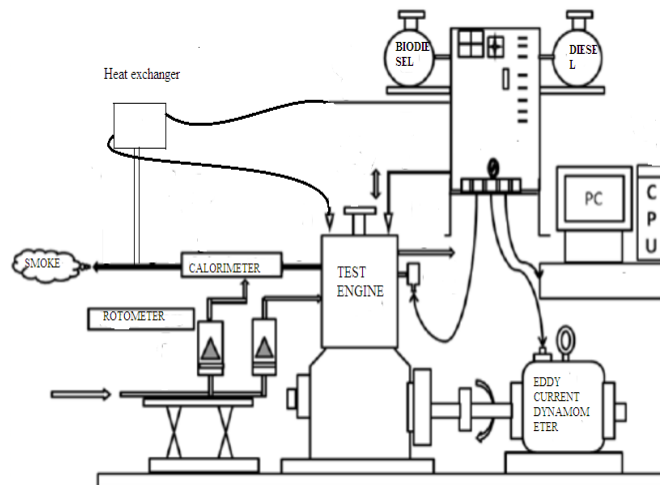 BIODIE
SEL
DIESE
L
Heat exchanger
PC
C
P
U
SMOKE
CALORIMETER
TEST
ENGINE
ROTOMETER
EDDY
CURRENT
DYNAMOM
ETER